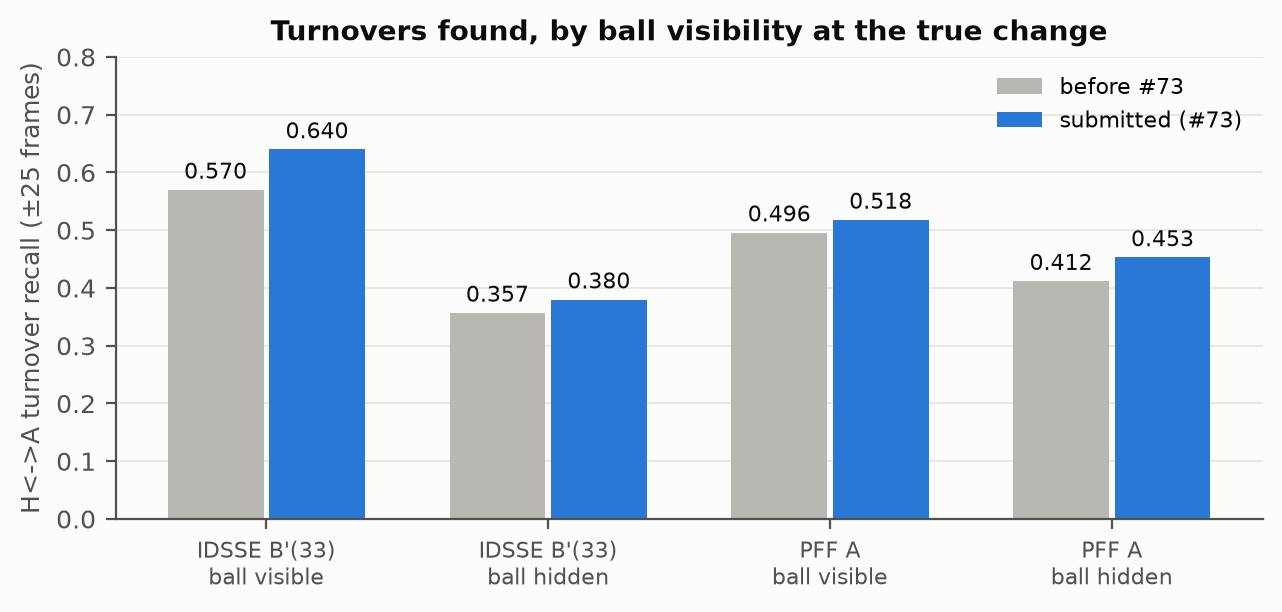 Turnovers found, by ball visibility at the true change
H<->A turnover recall (±25 frames)
0.8
0.7
0.6
0.5
0.4
0.3
0.2
0.1
0.0
before #73
submitted (#73)
0.570
0.640
0.357
0.380
0.496
0.518
0.412
0.453
IDSSE B'(33)
ball visible
IDSSE B'(33)
ball hidden
PFF A
ball visible
PFF A
ball hidden